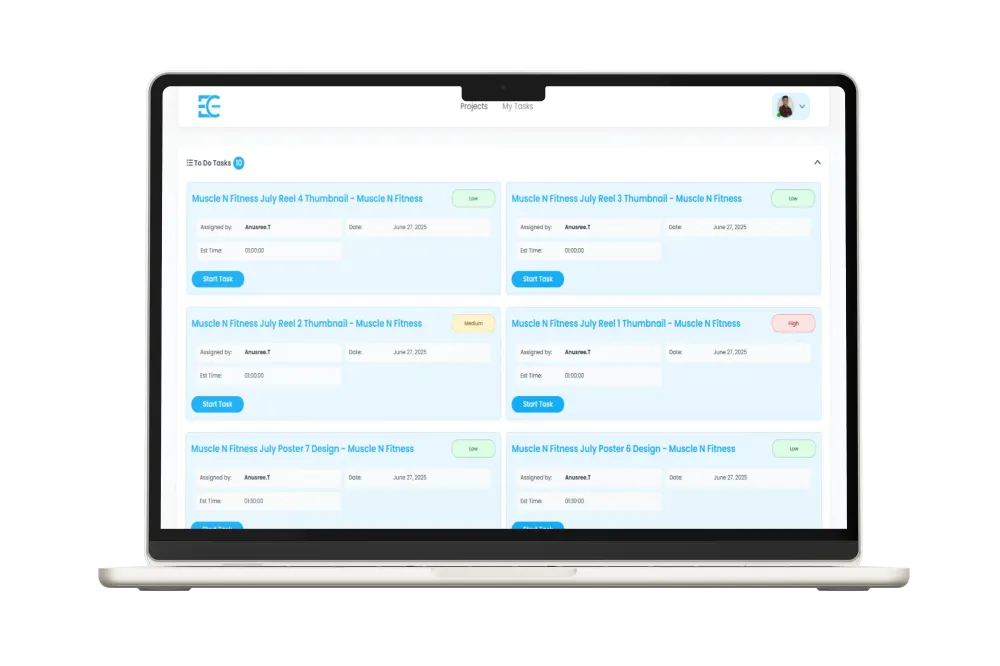 Projects My Tasks
To Do Tasks 10
Muscle N Fitness July Reel 4 Thumbnail - Muscle N Fitness Low
Assigned by: Anusree.T Date: June 27, 2025
Est Time: 01:00:00
Start Task
Muscle N Fitness July Reel 3 Thumbnail - Muscle N Fitness Low
Assigned by: Anusree.T Date: June 27, 2025
Est Time: 01:00:00
Start Task
Muscle N Fitness July Reel 2 Thumbnail - Muscle N Fitness Medium
Assigned by: Anusree.T Date: June 27, 2025
Est Time: 01:00:00
Start Task
Muscle N Fitness July Reel 1 Thumbnail - Muscle N Fitness High
Assigned by: Anusree.T Date: June 27, 2025
Est Time: 01:00:00
Start Task
Muscle N Fitness July Poster 7 Design - Muscle N Fitness Low
Assigned by: Anusree.T Date: June 27, 2025
Est Time: 01:30:00
Start Task
Muscle N Fitness July Poster 6 Design - Muscle N Fitness Low
Assigned by: Anusree.T Date: June 27, 2025
Est Time: 01:30:00
Start Task